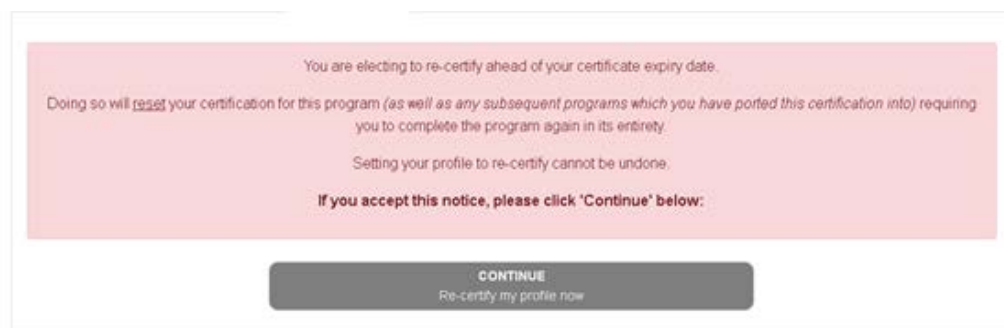 You are electing to re-certify ahead of your certificate expiry date.
Doing so will reset your certification for this program (as well as any subsequent programs which you have ported this certification into) requiring
you to complete the program again in its entirety.
Setting your profile to re-certify cannot be undone.
If you accept this notice, please click 'Continue' below:
CONTINUE
Re-certify my profile now